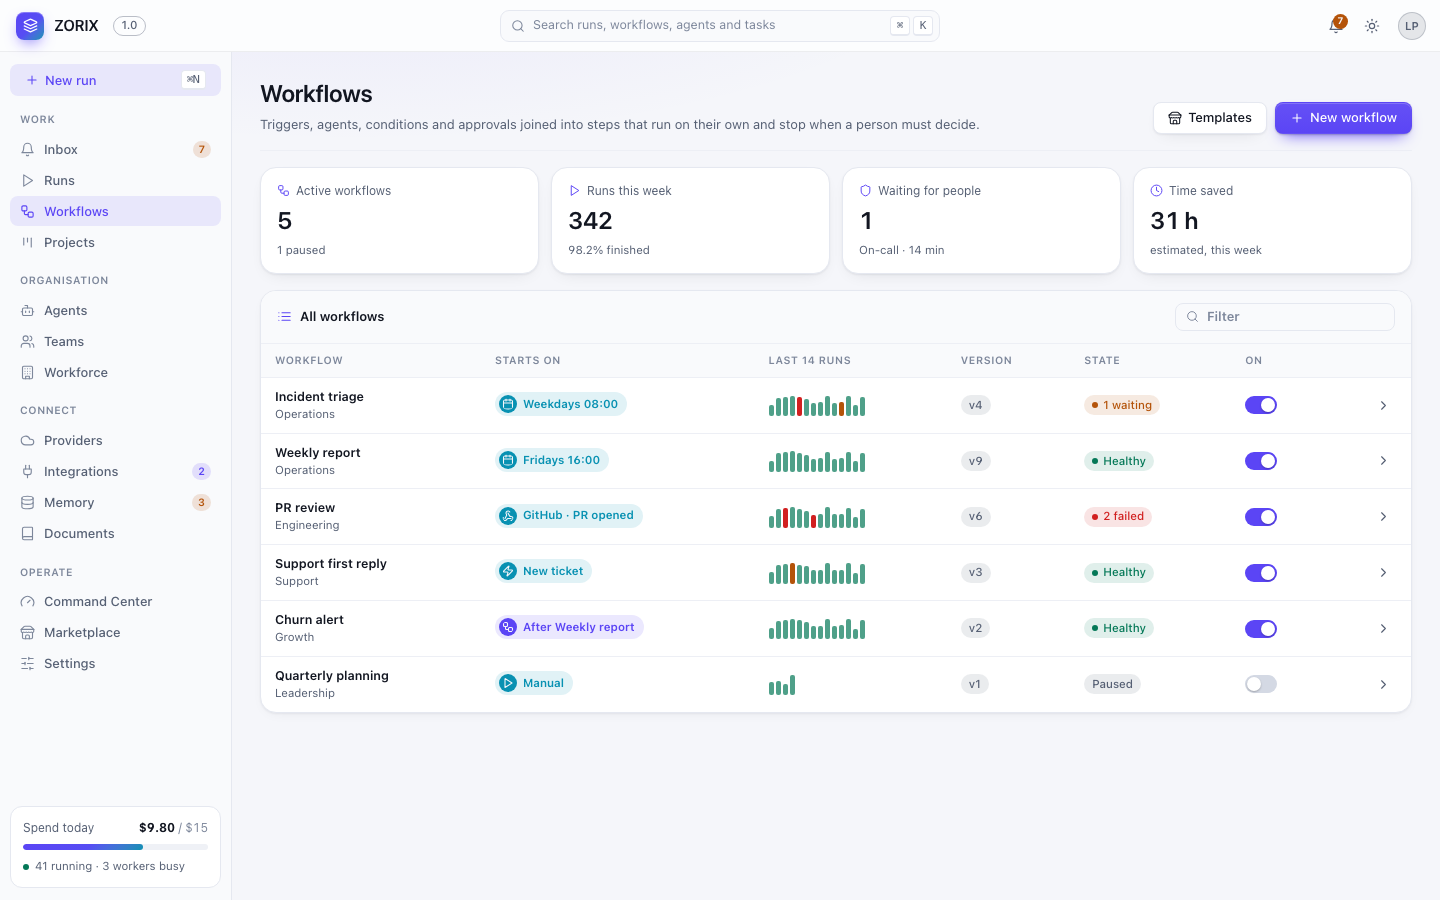 ZORIX 1.0
Search runs, workflows, agents and tasks ⌘ K
7
LP
New run ⌘N
WORK
Inbox 7
Runs
Workflows
Projects
ORGANISATION
Agents
Teams
Workforce
CONNECT
Providers
Integrations 2
Memory 3
Documents
OPERATE
Command Center
Marketplace
Settings
Spend today $9.80 / $15
41 running · 3 workers busy
Workflows
Triggers, agents, conditions and approvals joined into steps that run on their own and stop when a person must decide.
Templates
New workflow
Active workflows
5
1 paused
Runs this week
342
98.2% finished
Waiting for people
1
On-call · 14 min
Time saved
31 h
estimated, this week
All workflows
Filter
WORKFLOW STARTS ON LAST 14 RUNS VERSION STATE ON
Incident triage
Operations
Weekdays 08:00 v4 1 waiting
Weekly report
Operations
Fridays 16:00 v9 Healthy
PR review
Engineering
GitHub · PR opened v6 2 failed
Support first reply
Support
New ticket v3 Healthy
Churn alert
Growth
After Weekly report v2 Healthy
Quarterly planning
Leadership
Manual v1 Paused